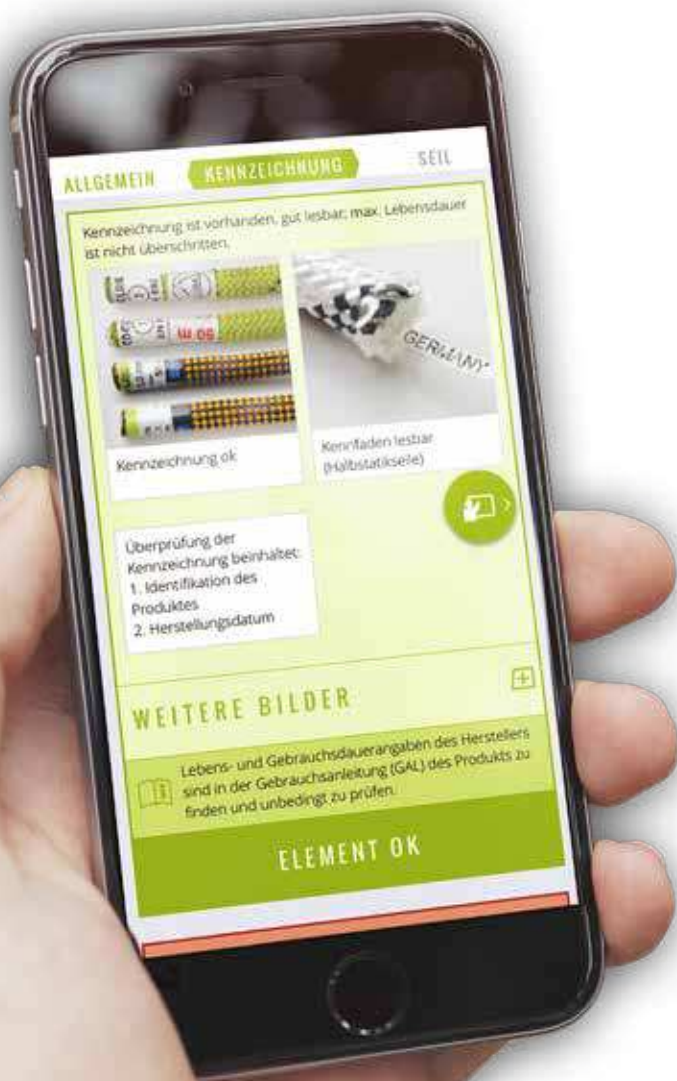 ALLGEMEIN KENNZEICHNUNG SEIL
Kennzeichnung ist vorhanden, gut lesbar, max. Lebensdauer
ist nicht überschritten.
60 m
GERMANY
Kennzeichnung ok
Kennfaden lesbar
(Halbstatikseile)
Überprüfung der
Kennzeichnung beinhaltet:
1. Identifikation des
Produktes
2. Herstellungsdatum
WEITERE BILDER
Lebens- und Gebrauchsdauerangaben des Herstellers
sind in der Gebrauchsanleitung (GAL) des Produkts zu
finden und unbedingt zu prüfen.
ELEMENT OK